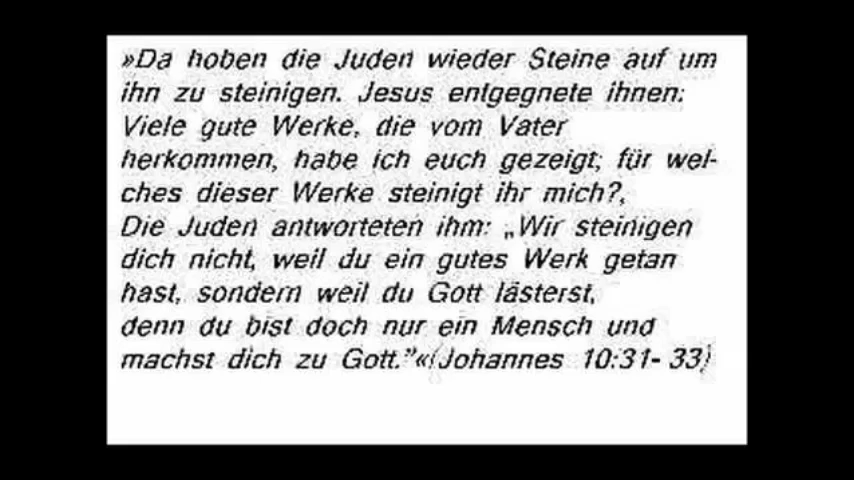 »Da hoben die Juden wieder Steine auf um
ihn zu steinigen. Jesus entgegnete ihnen:
Viele gute Werke, die vom Vater
herkommen, habe ich euch gezeigt; für wel-
ches dieser Werke steinigt ihr mich?,
Die Juden antworteten ihm: „Wir steinigen
dich nicht, weil du ein gutes Werk getan
hast, sondern weil du Gott lästerst,
denn du bist doch nur ein Mensch und
machst dich zu Gott.”«(Johannes 10:31- 33)